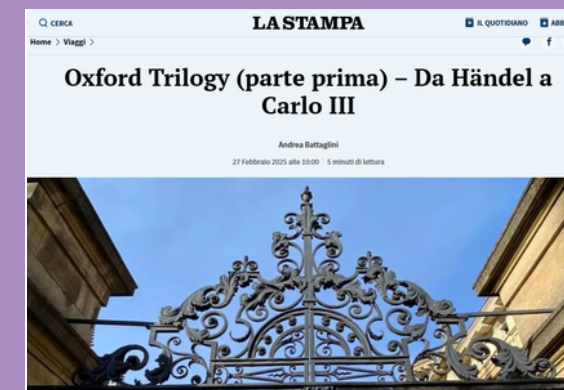 CERCA
LA STAMPA
IL QUOTIDIANO
ABB
Home > Viaggi >
f
Oxford Trilogy (parte prima) – Da Händel a
Carlo III
Andrea Battaglini
27 Febbraio 2025 alle 10:00 | 5 minuti di lettura